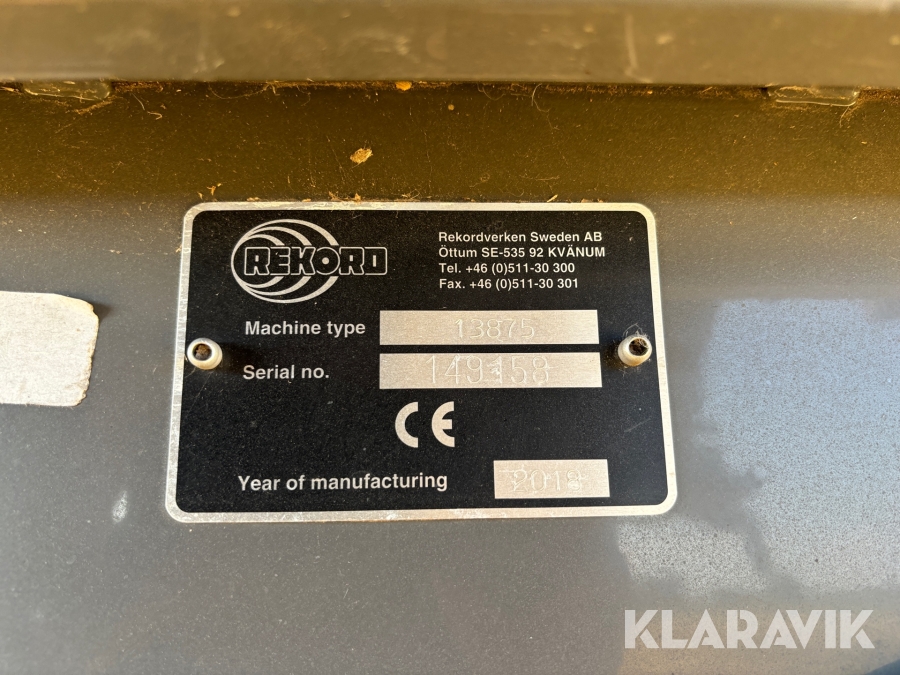 REKORD
Rekordverken Sweden AB
Öttum SE-535 92 KVÄNUM
Tel. +46 (0)511-30 300
Fax. +46 (0)511-30 301
Machine type 13875
Serial no. 149158
CE
Year of manufacturing
KLARAVIK